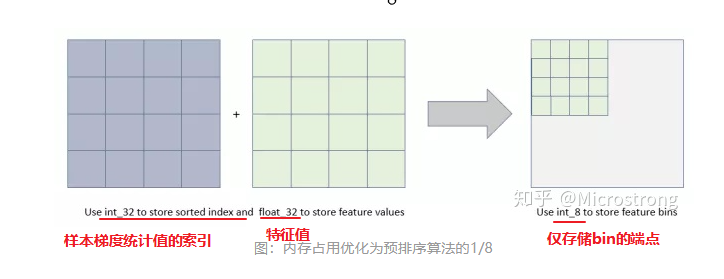 +
知乎 @Microstrong
Use int_32 to store sorted index and float_32 to store feature values
Use int_8 to store feature bins
样本梯度统计值的索引
特征值
仅存储bin的端点
图：内存占用优化为预排序算法的1/8